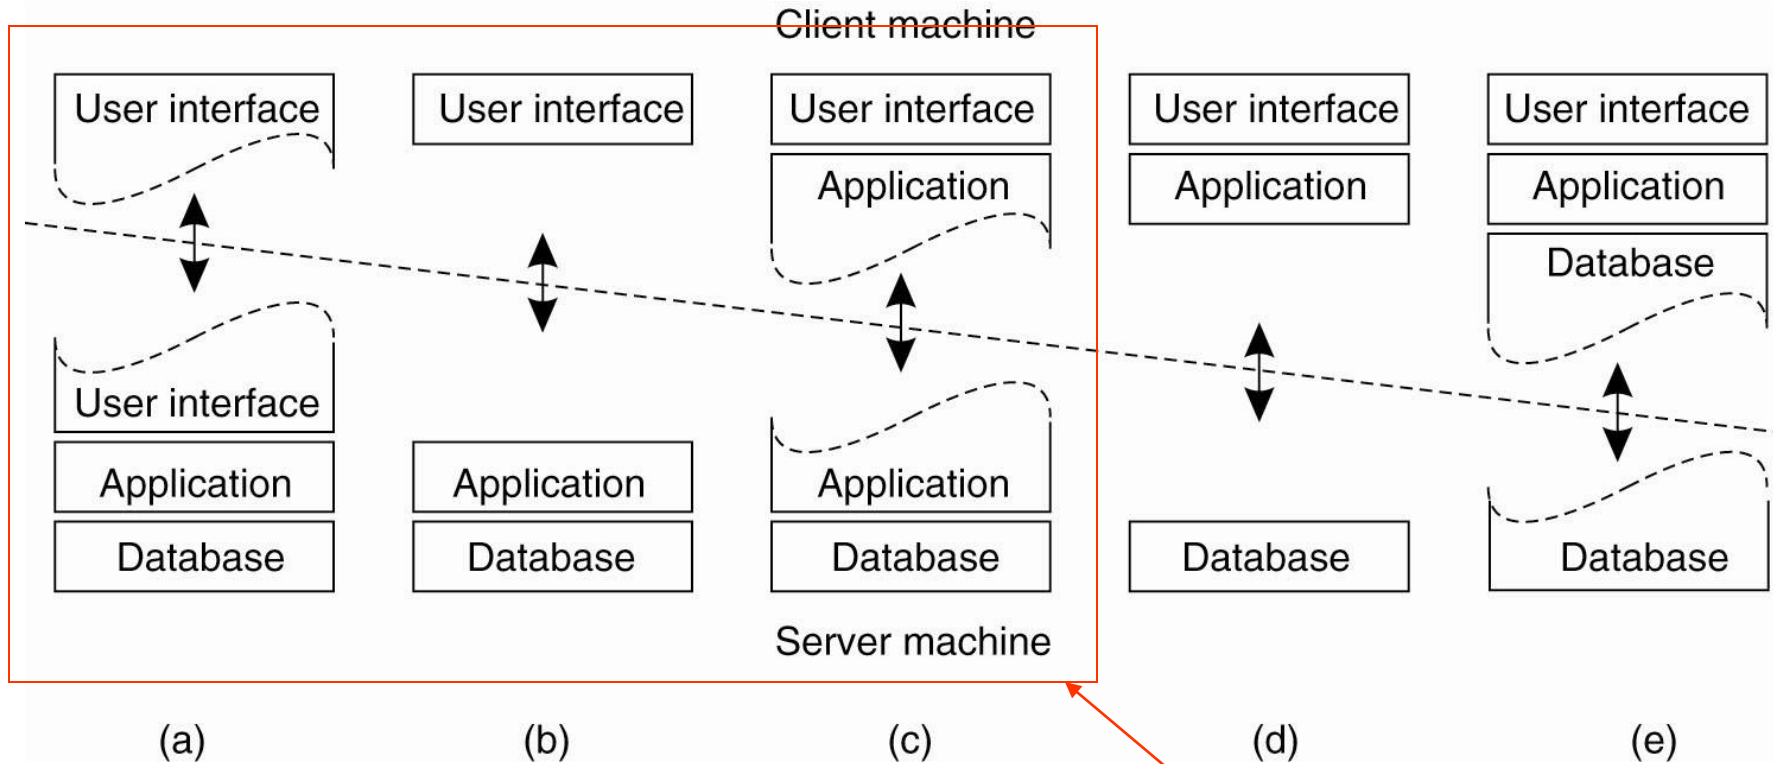 Client machine
User interface User interface User interface User interface User interface
Application Application Application
Database
User interface
Application Application Application
Database Database Database Database Database
Server machine
(a) (b) (c) (d) (e)